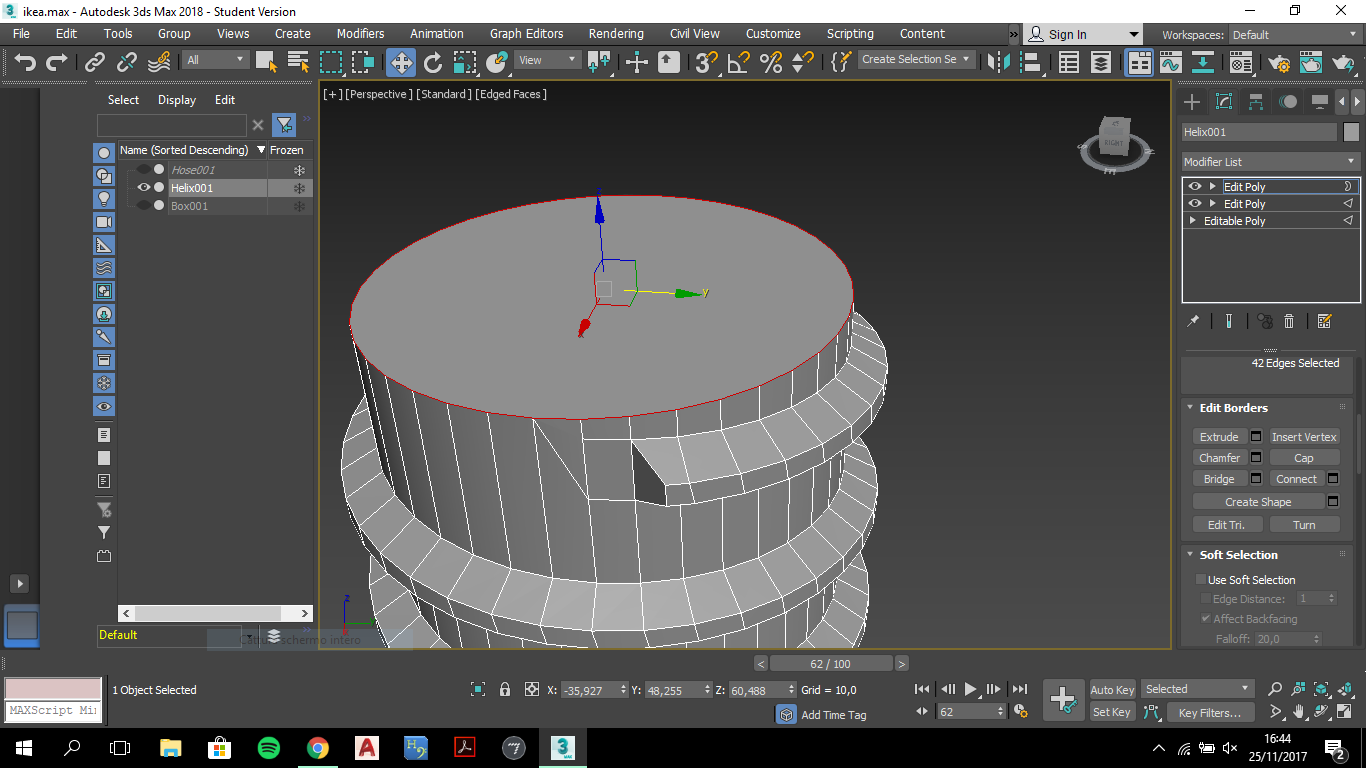 ikea.max - Autodesk 3ds Max 2018 - Student Version
File Edit Tools Group Views Create Modifiers Animation Graph Editors Rendering Civil View Customize Scripting Content » Sign In Workspaces: Default
All View Create Selection Se
Select Display Edit
[+] [Perspective] [Standard] [Edged Faces]
Name (Sorted Descending) Frozen
Hose001
Helix001
Box001
RIGHT
z
y
x
Helix001
Modifier List
Edit Poly
Edit Poly
Editable Poly
42 Edges Selected
Edit Borders
Extrude Insert Vertex
Chamfer Cap
Bridge Connect
Create Shape
Edit Tri. Turn
Soft Selection
Use Soft Selection
Edge Distance: 1
Affect Backfacing
Falloff: 20,0
z
Default
schermo intero
< 62 / 100 >
1 Object Selected
X: -35,927 Y: 48,255 Z: 60,488 Grid = 10,0
Auto Key Selected
MAXScript Mi
Add Time Tag
62
Set Key Key Filters...
16:44
25/11/2017
2
3
MAX